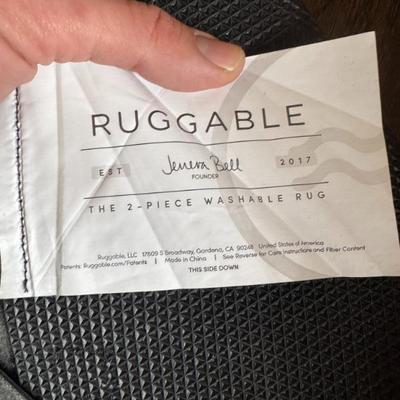 RUGGABLE
EST Jeneva Bell 2017
FOUNDER
THE 2-PIECE WASHABLE RUG
Ruggable, LLC 17809 S Broadway, Gardena, CA 90248 United States of America
Patents: Ruggable.com/Patents | Made in China | See Reverse for Care Instructions and Fiber Content
THIS SIDE DOWN